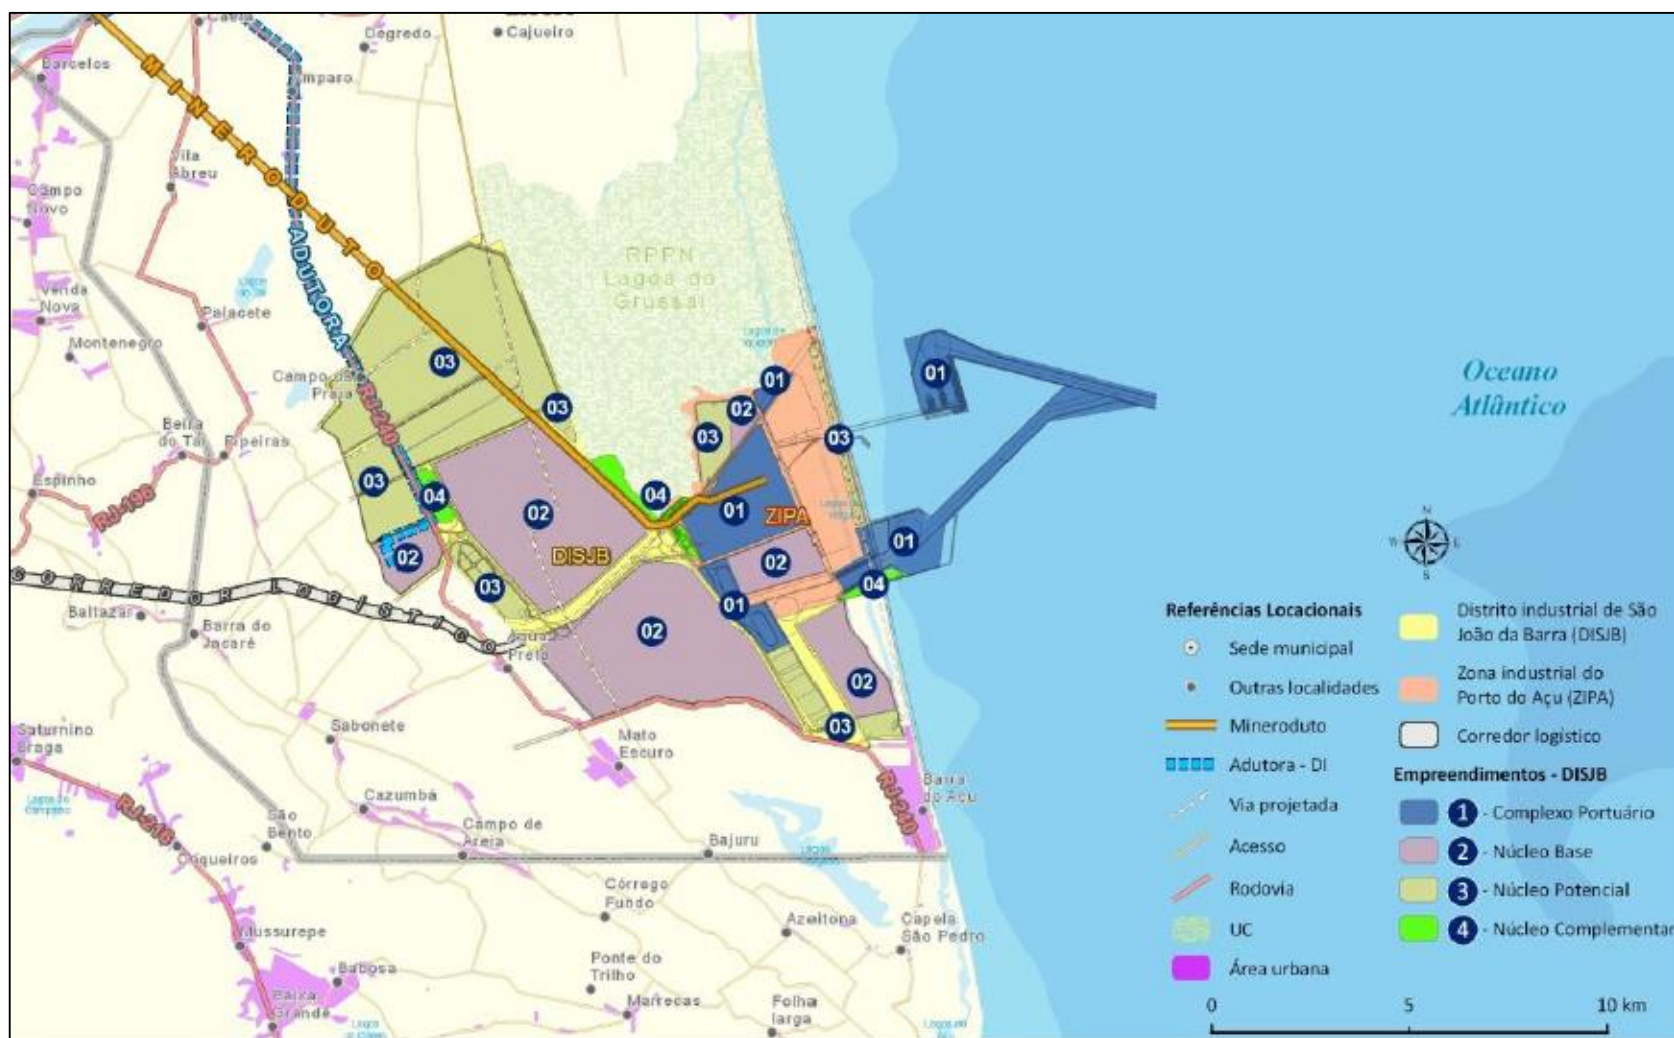 Degredo
Cajueiro
Barcelos
Amparo
MINERODUTO
Vila
Abreu
Campo
Novo
ADUTORA
RPPN
Lagoa do
Grussaí
Venda
Nova
Palacete
Montenegro
03
Campo da
Praia
RJ-240
01
01
02
03
03
03
Oceano
Atlântico
Beira
do Taí
Pipeiras
Espinho
RJ-196
03
04
04
02
01
ZIPA
01
DISJB
02
02
03
04
01
02
CORREDOR LOGISTICO
Baltazar
Barra do
Jacaré
Água
Preta
02
03
Saturnino
Braga
Sabonete
Mato
Escuro
RJ-240
Barra
do Açu
Cazumbá
RJ-216
São
Bento
Campo de
Areia
Bajuru
Coqueiros
Córrego
Fundo
Azeitona
Capela
São Pedro
Mussurepe
Babosa
Ponte do
Trilho
Baixa
Grande
Marrecas
Folha
larga
N
W
E
S
Referências Locacionais
Sede municipal
Outras localidades
Mineroduto
Adutora - DI
Via projetada
Acesso
Rodovia
UC
Área urbana
Distrito industrial de São
João da Barra (DISJB)
Zona industrial do
Porto do Açu (ZIPA)
Corredor logístico
Empreendimentos - DISJB
1 - Complexo Portuário
2 - Núcleo Base
3 - Núcleo Potencial
4 - Núcleo Complementar
0 5 10 km